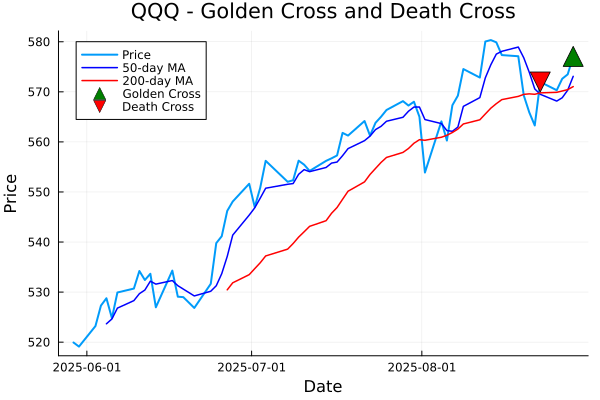 QQQ - Golden Cross and Death Cross
Price
50-day MA
200-day MA
Golden Cross
Death Cross
Price
580
570
560
550
540
530
520
2025-06-01
2025-07-01
2025-08-01
Date